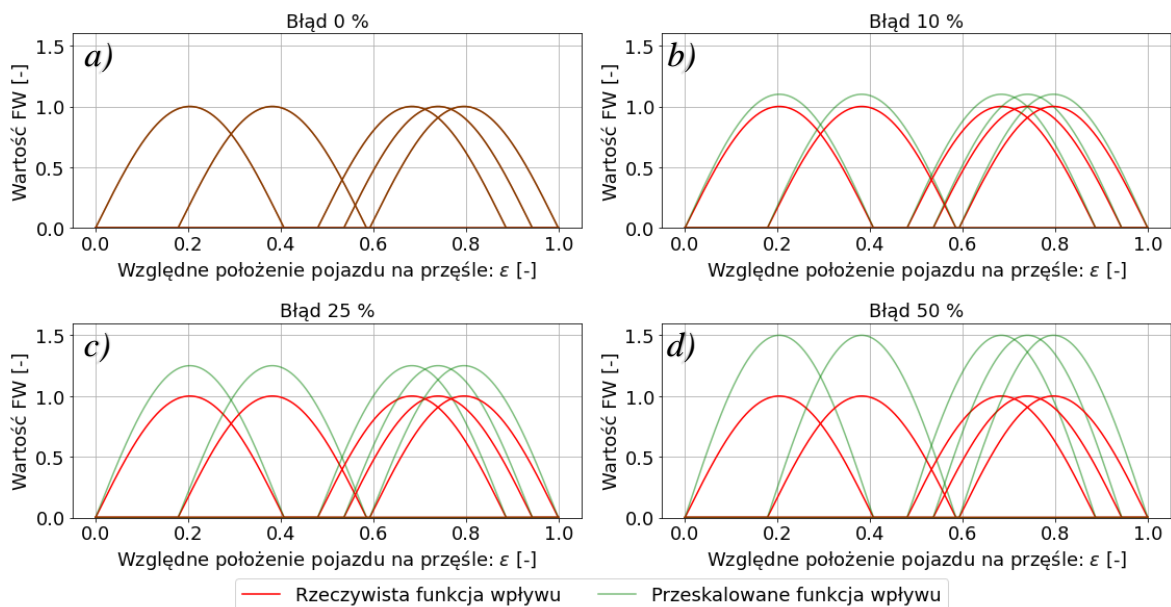 Błąd 0 %
a)
Wartość FW [-]
1.5
1.0
0.5
0.0
0.0 0.2 0.4 0.6 0.8 1.0
Względne położenie pojazdu na przęśle: ε [-]
Błąd 10 %
b)
Wartość FW [-]
1.5
1.0
0.5
0.0
0.0 0.2 0.4 0.6 0.8 1.0
Względne położenie pojazdu na przęśle: ε [-]
Błąd 25 %
c)
Wartość FW [-]
1.5
1.0
0.5
0.0
0.0 0.2 0.4 0.6 0.8 1.0
Względne położenie pojazdu na przęśle: ε [-]
Błąd 50 %
d)
Wartość FW [-]
1.5
1.0
0.5
0.0
0.0 0.2 0.4 0.6 0.8 1.0
Względne położenie pojazdu na przęśle: ε [-]
Rzeczywista funkcja wpływu
Przeskalowane funkcja wpływu